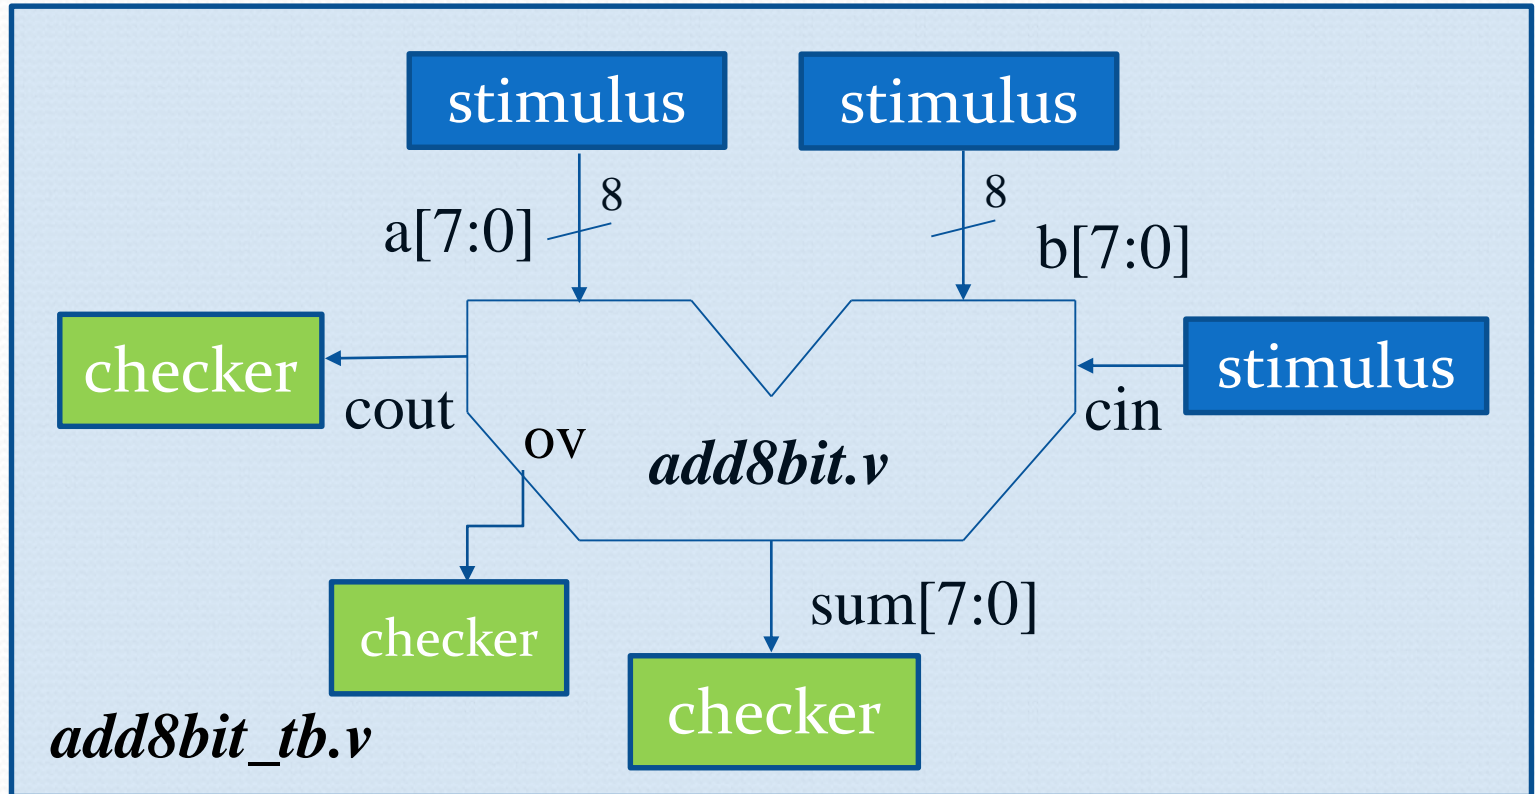 stimulus
stimulus
8
8
a[7:0]
b[7:0]
checker
stimulus
cout
cin
ov
add8bit.v
checker
sum[7:0]
checker
add8bit_tb.v